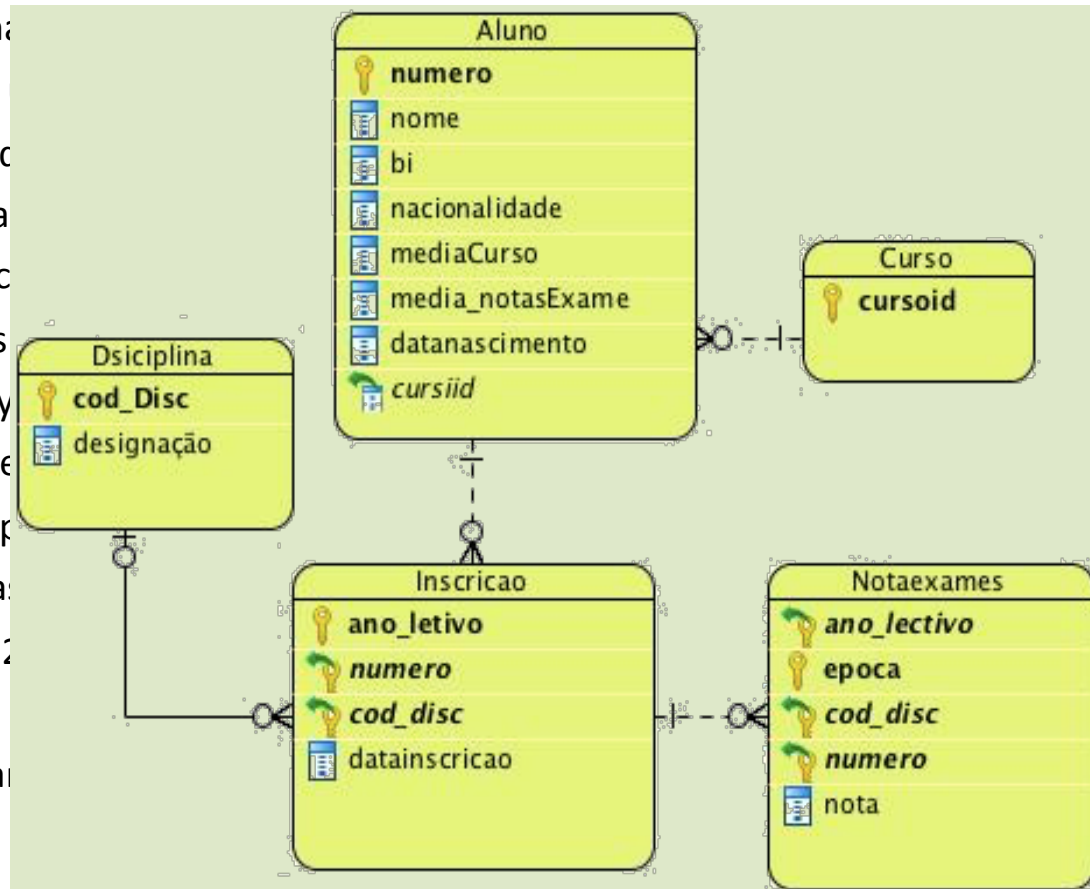 Aluno
numero
nome
bi
nacionalidade
mediaCurso
media_notasExame
datanascimento
cursiid
Curso
cursoid
Dsiciplina
cod_Disc
designação
Inscricao
ano_letivo
numero
cod_disc
datainscricao
Notaexames
ano_lectivo
epoca
cod_disc
numero
nota